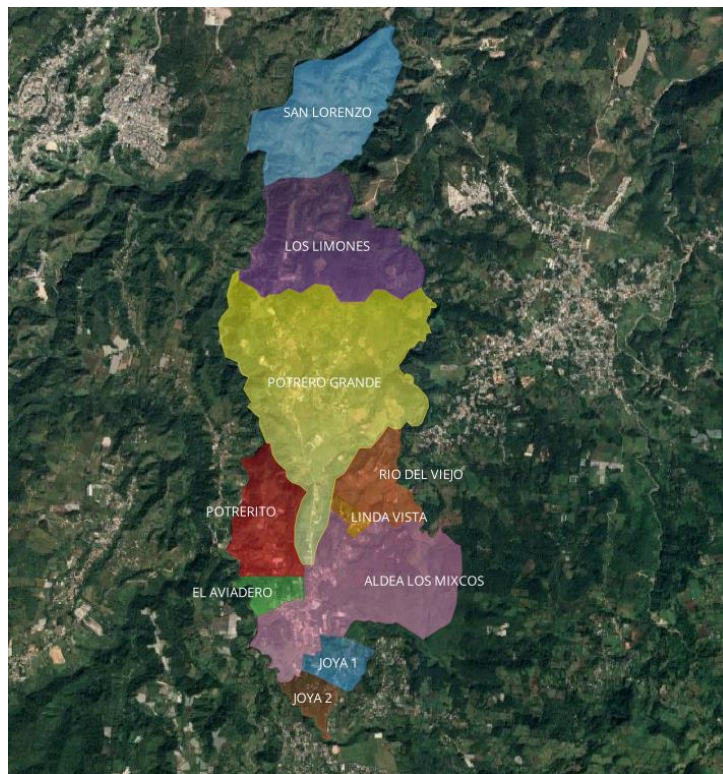 SAN LORENZO
LOS LIMONES
POTRERO GRANDE
RIO DEL VIEJO
POTRERITO
LINDA VISTA
ALDEA LOS MIXCOS
EL AVIADERO
JOYA 1
JOYA 2